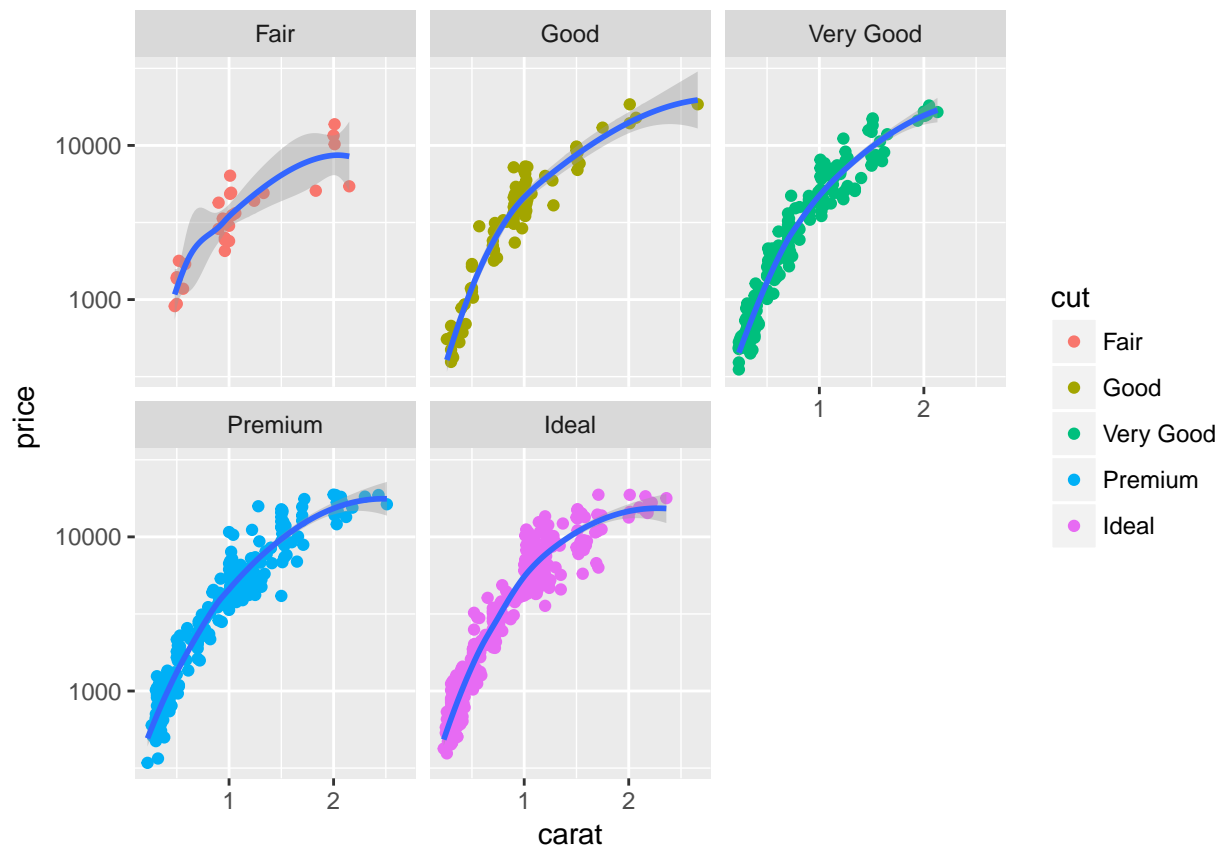 Fair
Good
Very Good
10000
1000
1
2
price
Premium
Ideal
10000
1000
1
2
1
2
carat
cut
Fair
Good
Very Good
Premium
Ideal